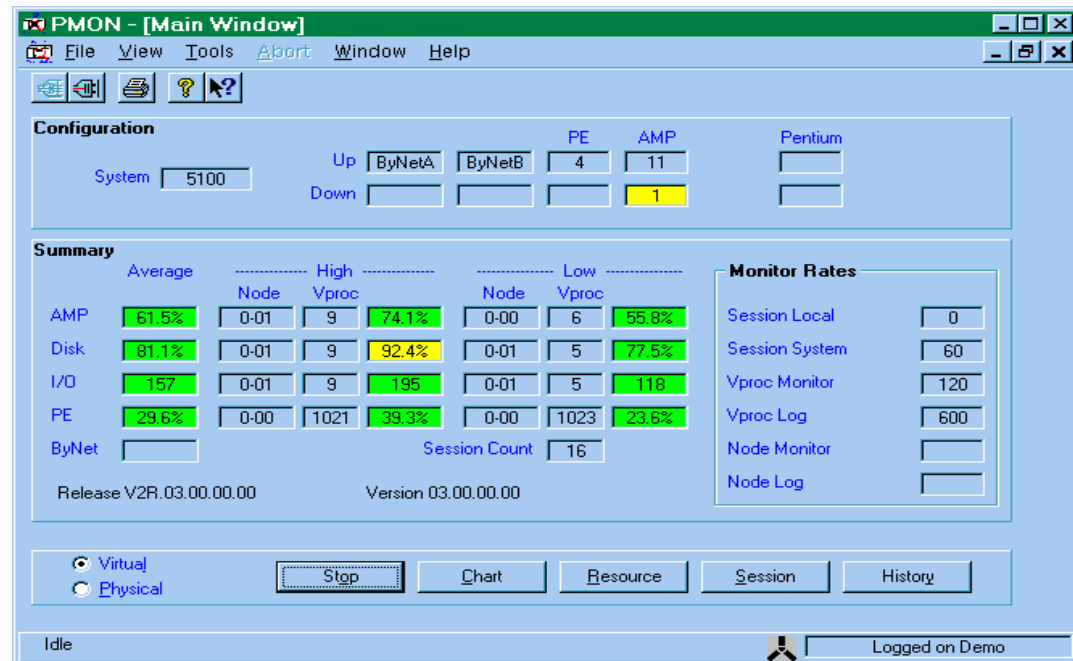 PMON - [Main Window]
File View Tools Abort Window Help
Configuration
PE AMP Pentium
Up ByNetA ByNetB 4 11
System 5100
Down 1
Summary
Average High Low
Node Vproc Node Vproc
AMP 61.5% 0-01 9 74.1% 0-00 6 55.8%
Disk 81.1% 0-01 9 92.4% 0-01 5 77.5%
I/O 157 0-01 9 195 0-01 5 118
PE 29.6% 0-00 1021 39.3% 0-00 1023 23.6%
ByNet Session Count 16
Release V2R.03.00.00.00 Version 03.00.00.00
Monitor Rates
Session Local 0
Session System 60
Vproc Monitor 120
Vproc Log 600
Node Monitor
Node Log
Virtual
Physical
Stop Chart Resource Session History
Idle Logged on Demo